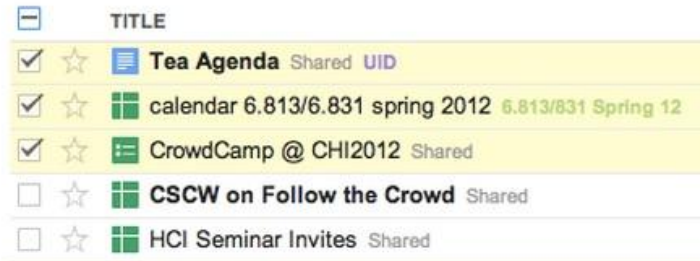 TITLE
Tea Agenda Shared UID
calendar 6.813/6.831 spring 2012 6.813/831 Spring 12
CrowdCamp @ CHI2012 Shared
CSCW on Follow the Crowd Shared
HCI Seminar Invites Shared